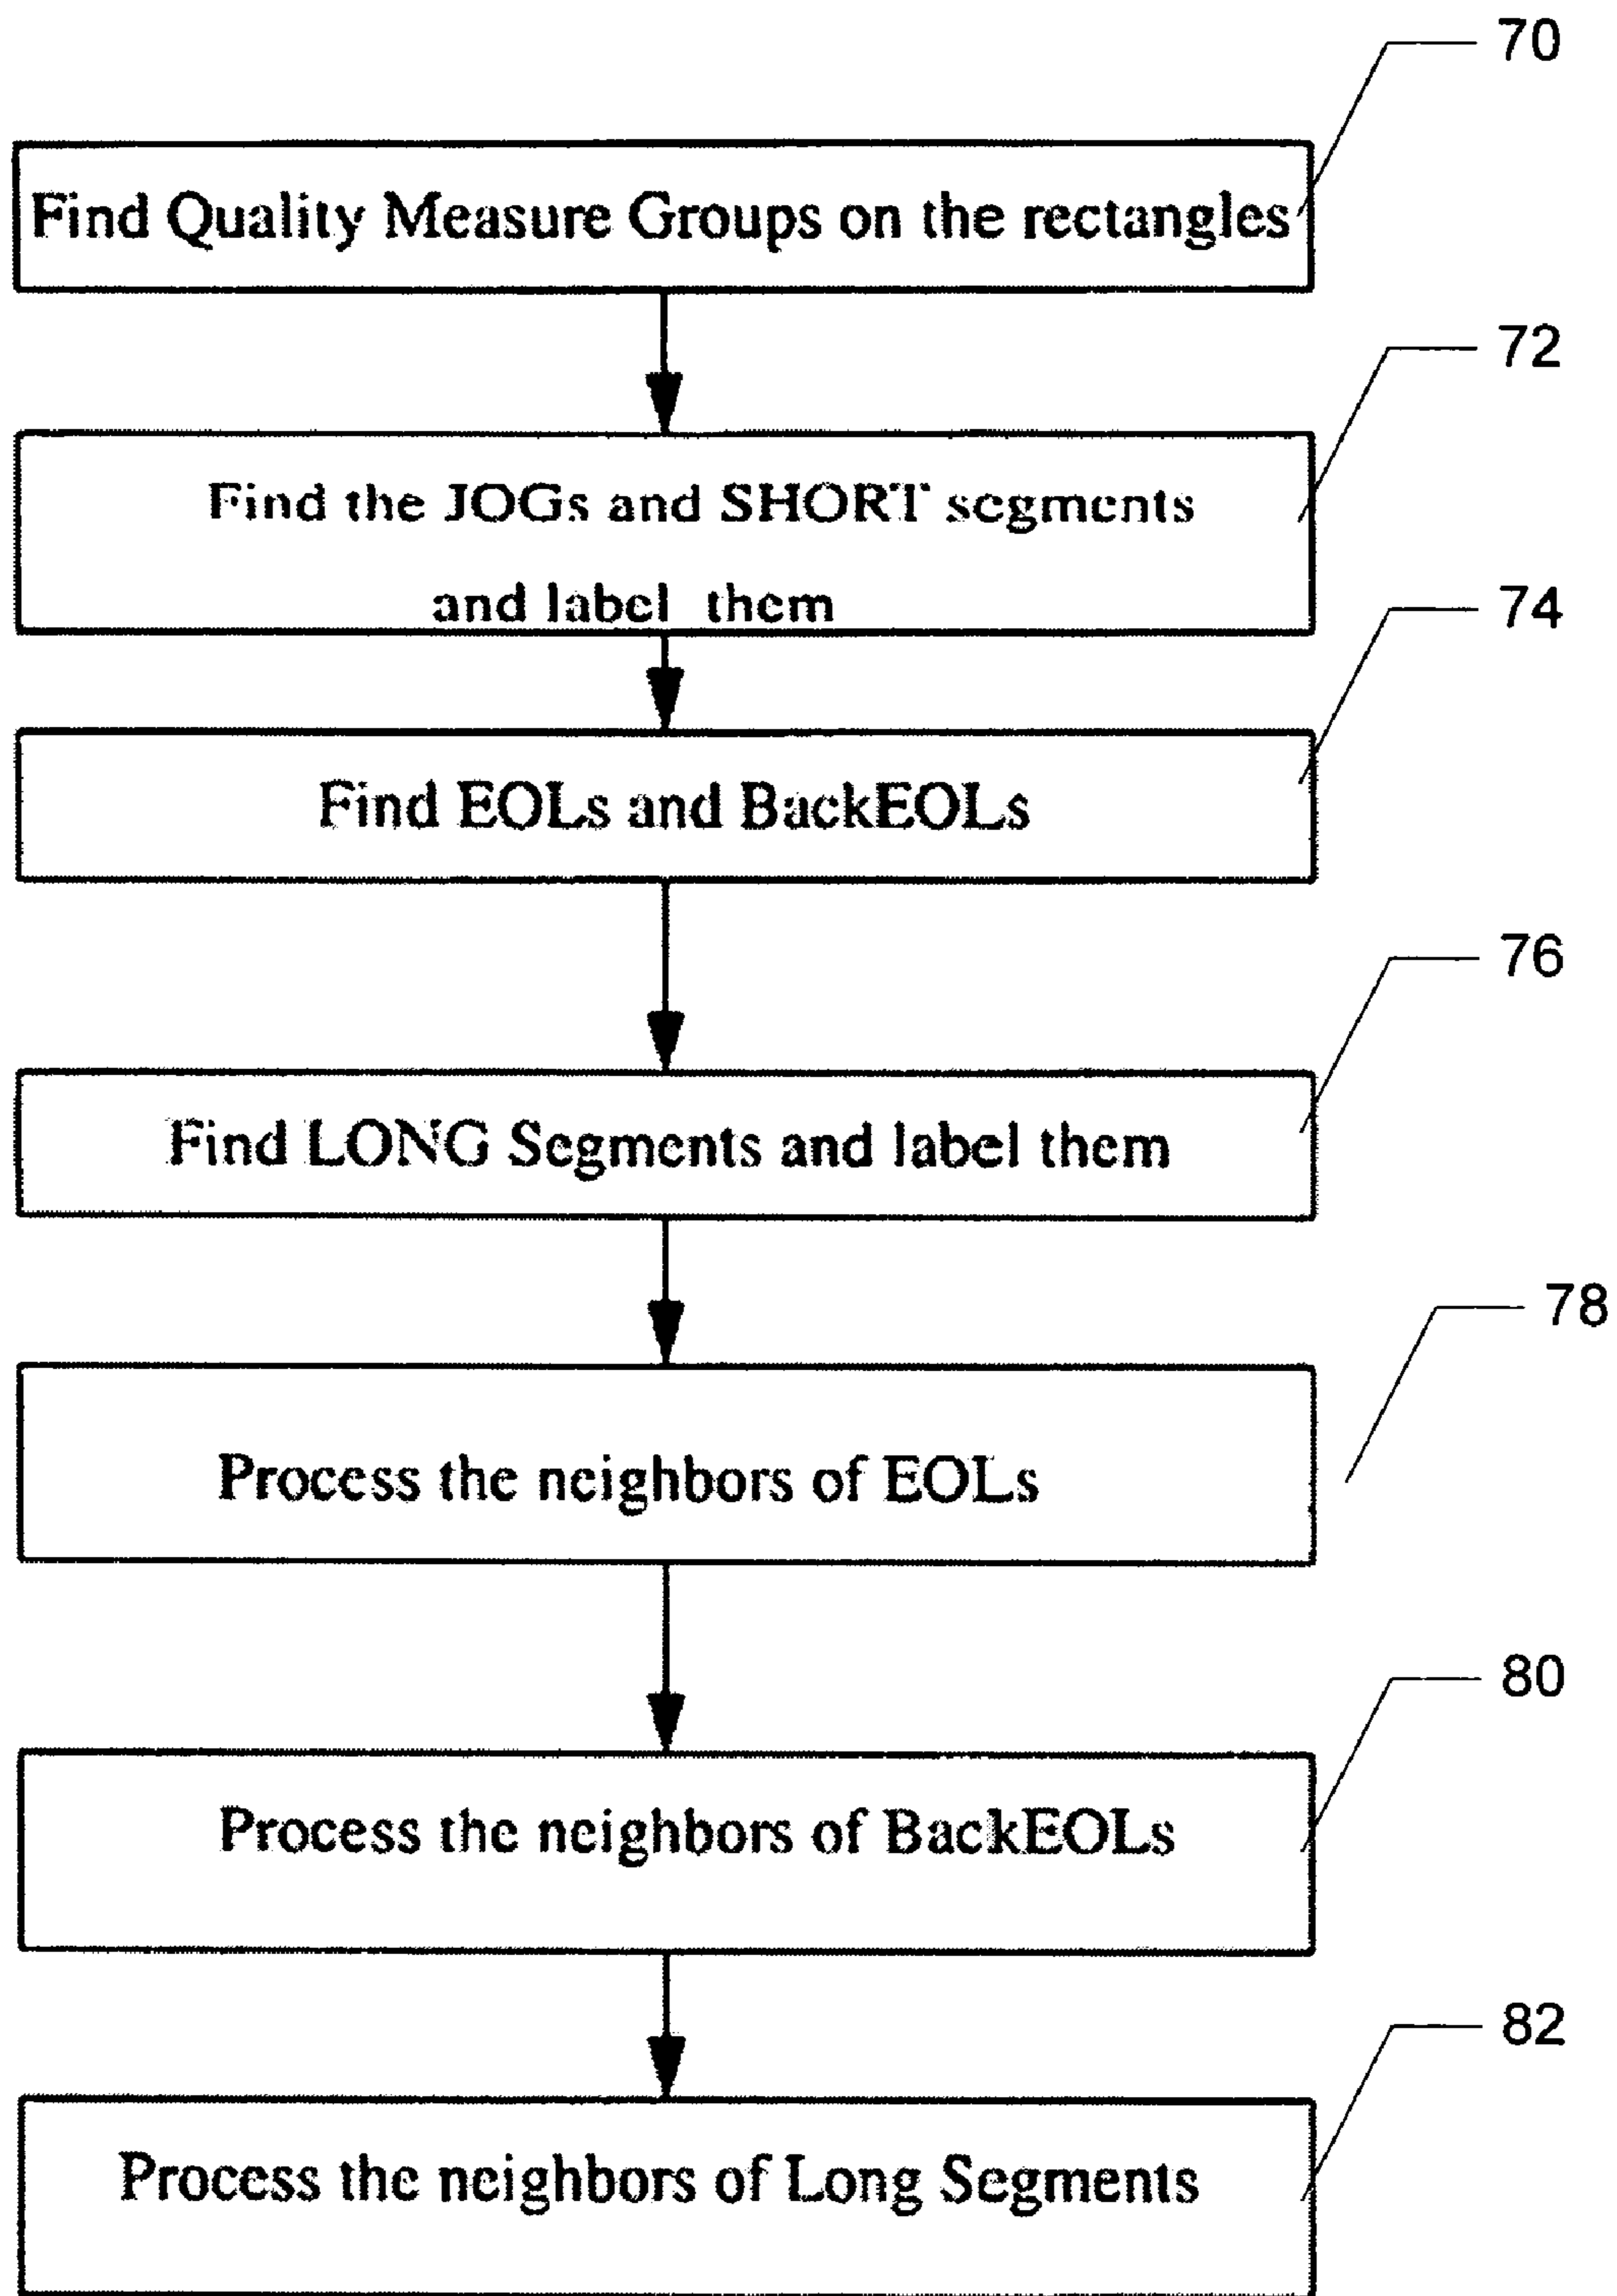 70
Find Quality Measure Groups on the rectangles
72
Find the JOGs and SHORT segments
and label them
74
Find EOLs and BackEOLs
76
Find LONG Segments and label them
78
Process the neighbors of EOLs
80
Process the neighbors of BackEOLs
82
Process the neighbors of Long Segments